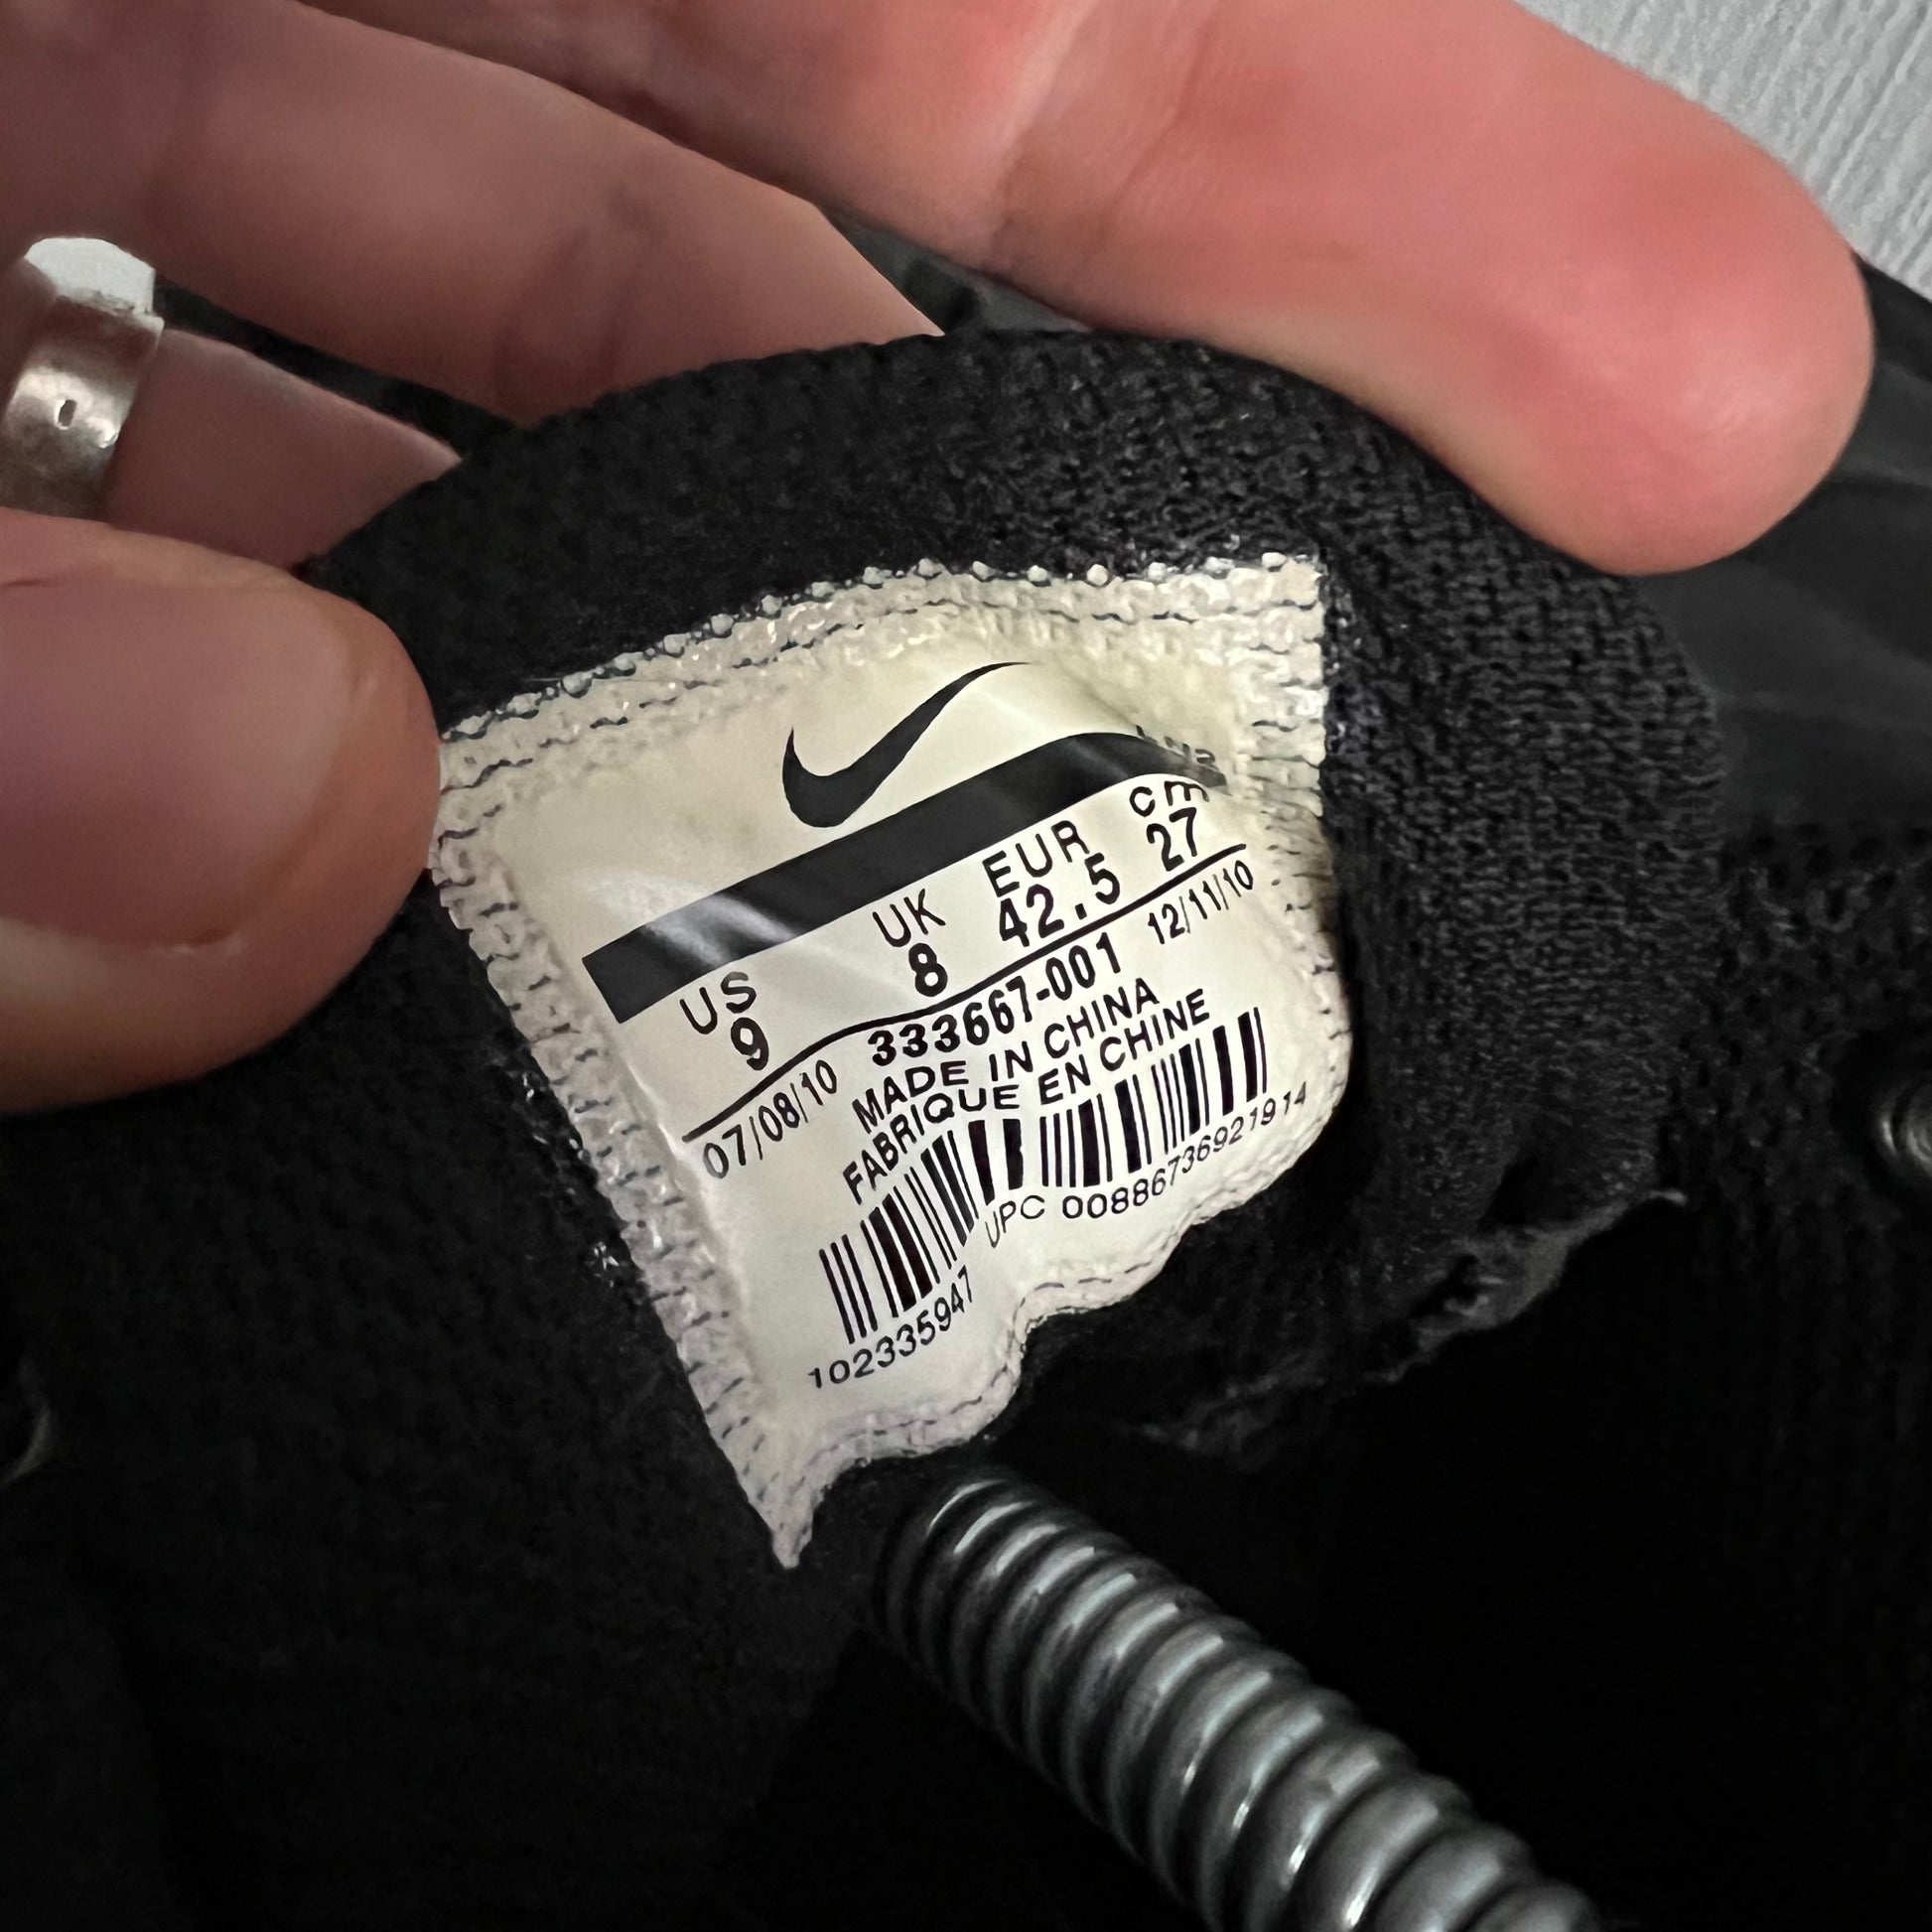 US UK EUR cm
9 8 42.5 27
07/08/10 333667-001 12/11/10
MADE IN CHINA
FABRIQUE EN CHINE
UPC 00886736921914
102335947